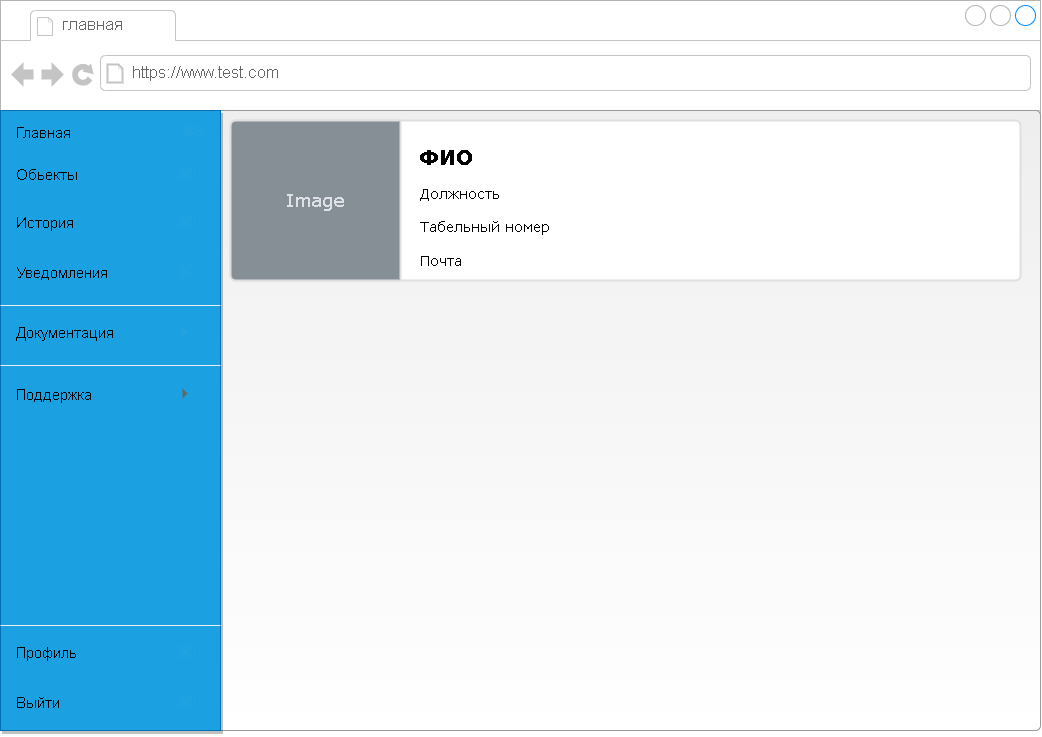 главная
https://www.test.com
Главная
Обьекты
История
Уведомления
Документация
Поддержка
Профиль
Выйти
Image
ФИО
Должность
Табельный номер
Почта